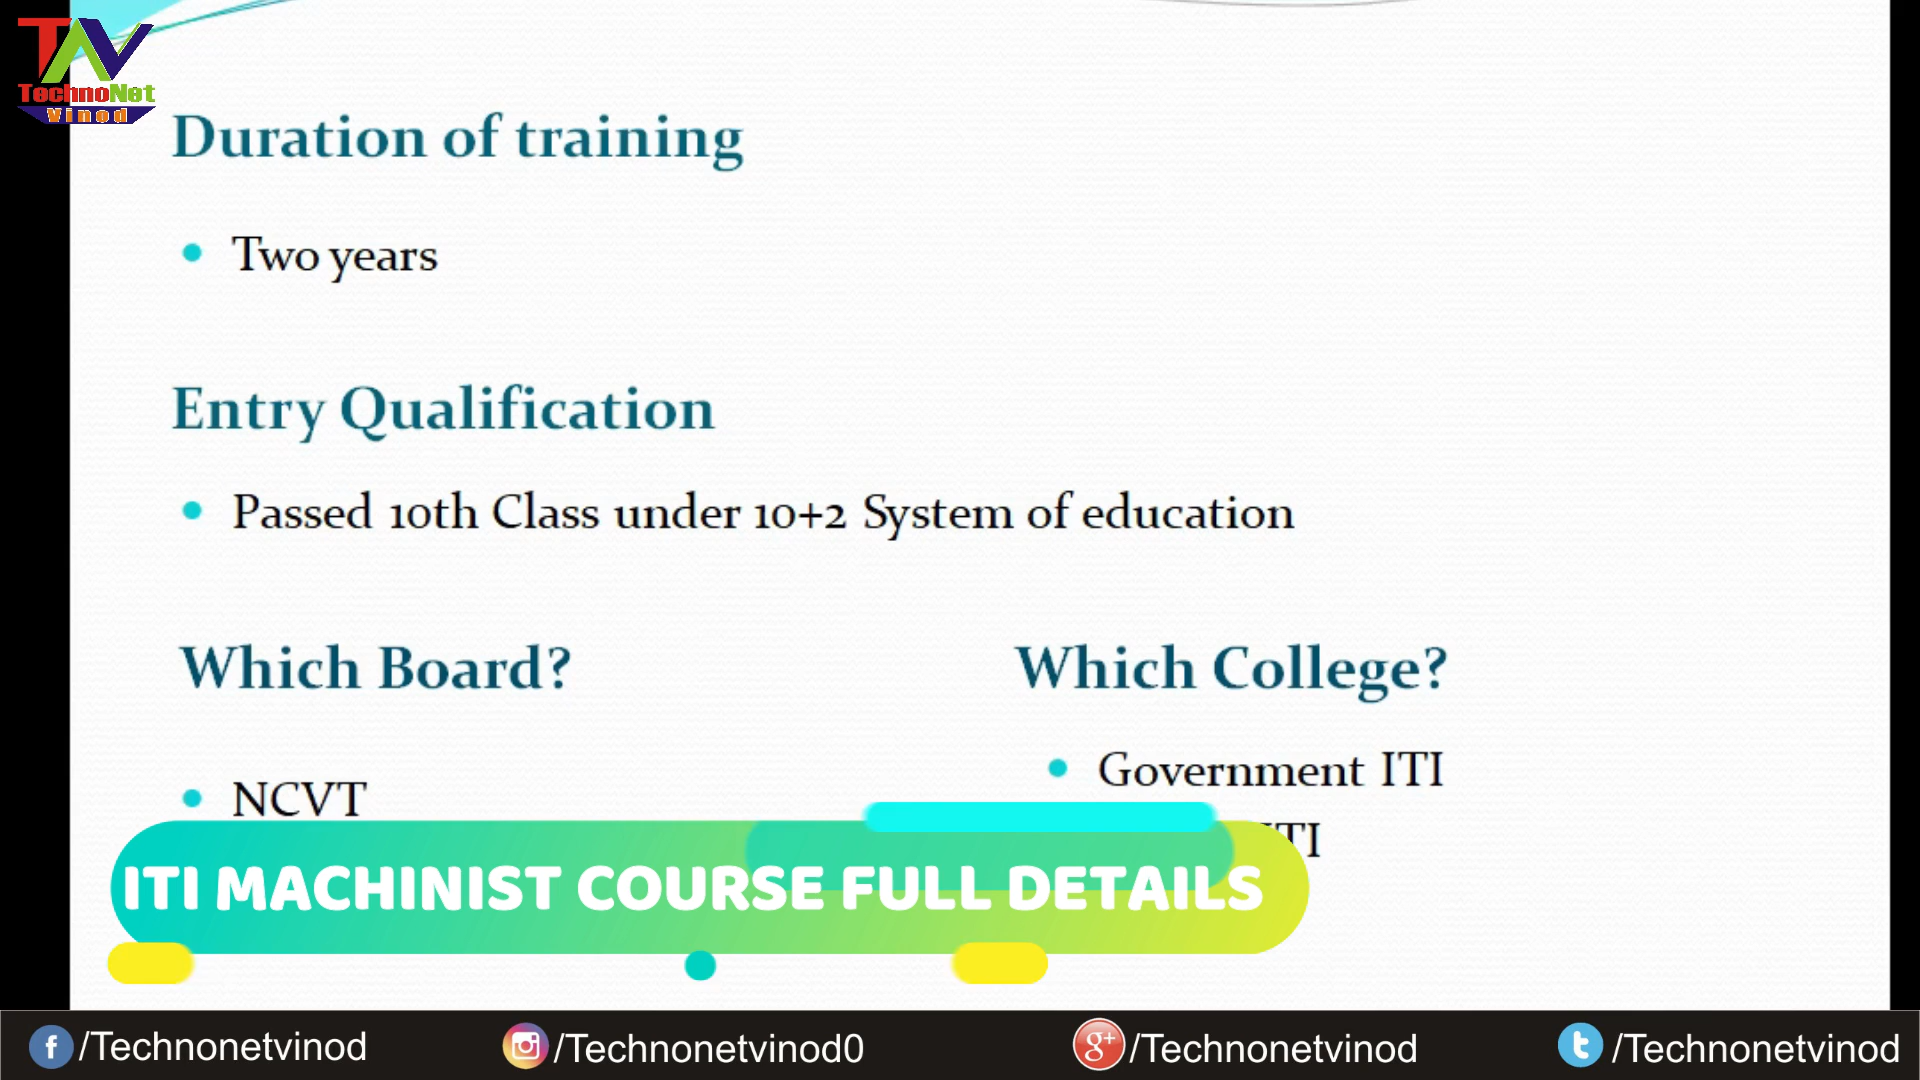 TechnoNet
Vinod
Duration of training
Two years
Entry Qualification
Passed 10th Class under 10+2 System of education
Which Board?
Which College?
NCVT
Government ITI
ITI
ITI MACHINIST COURSE FULL DETAILS
/Technonetvinod
/Technonetvinod0
/Technonetvinod
/Technonetvinod